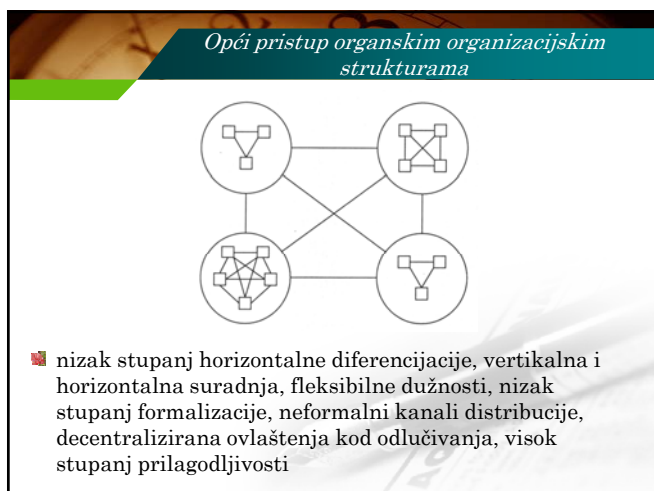 Opći pristup organskim organizacijskim
strukturama
nizak stupanj horizontalne diferencijacije, vertikalna i
horizontalna suradnja, fleksibilne dužnosti, nizak
stupanj formalizacije, neformalni kanali distribucije,
decentralizirana ovlaštenja kod odlučivanja, visok
stupanj prilagodljivosti